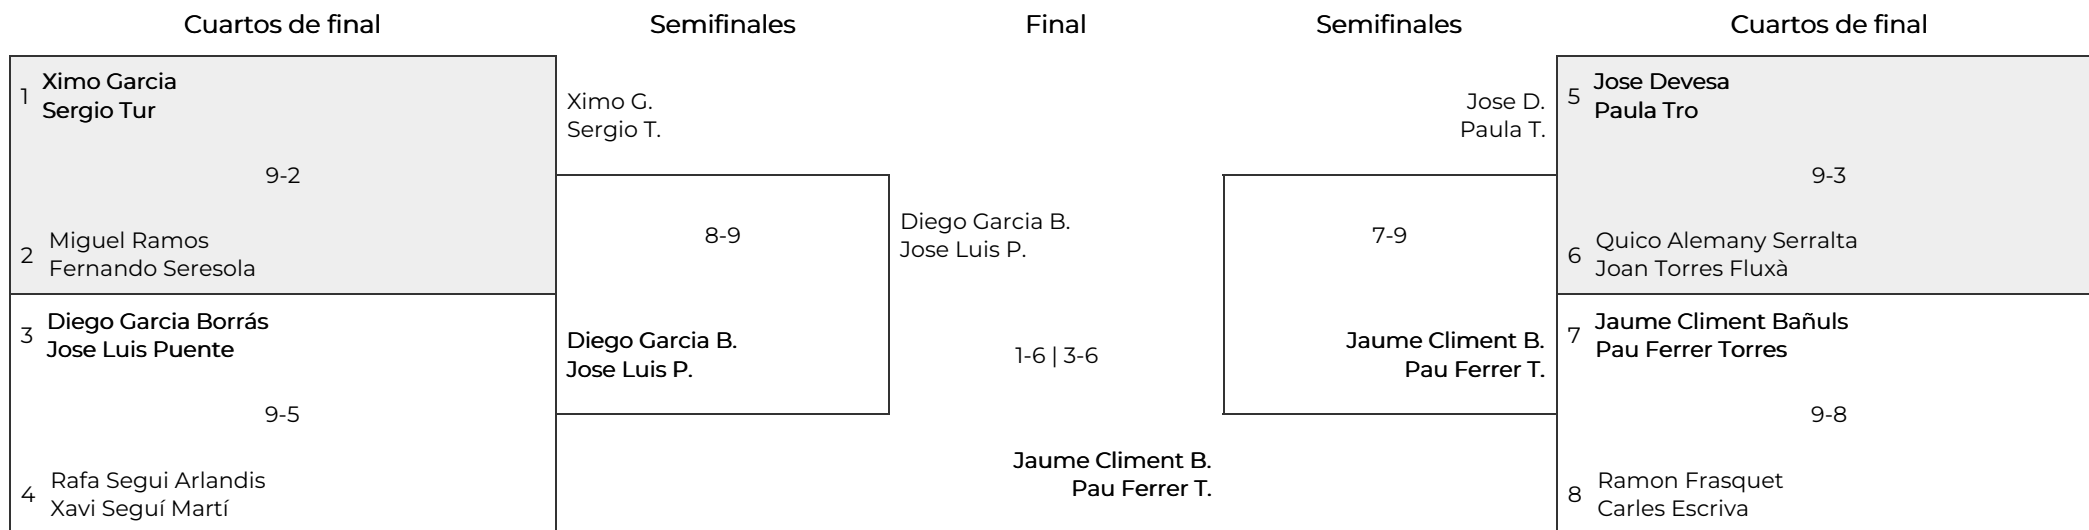 Cuartos de final
Semifinales
Final
Semifinales
Cuartos de final
1
Ximo Garcia
Sergio Tur
9-2
2
Miguel Ramos
Fernando Seresola
3
Diego Garcia Borrás
Jose Luis Puente
9-5
4
Rafa Segui Arlandis
Xavi Seguí Martí
Ximo G.
Sergio T.
8-9
Diego Garcia B.
Jose Luis P.
Diego Garcia B.
Jose Luis P.
1-6 | 3-6
Jaume Climent B.
Pau Ferrer T.
Jose D.
Paula T.
7-9
Jaume Climent B.
Pau Ferrer T.
5
Jose Devesa
Paula Tro
9-3
6
Quico Alemany Serralta
Joan Torres Fluxà
7
Jaume Climent Bañuls
Pau Ferrer Torres
9-8
8
Ramon Frasquet
Carles Escriva